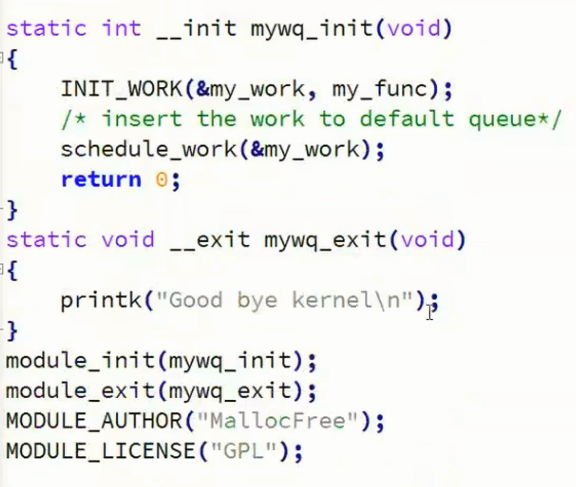 static int __init mywq_init(void)
{
    INIT_WORK(&my_work, my_func);
    /* insert the work to default queue*/
    schedule_work(&my_work);
    return 0;
}
static void __exit mywq_exit(void)
{
    printk("Good bye kernel\n");
}
module_init(mywq_init);
module_exit(mywq_exit);
MODULE_AUTHOR("MallocFree");
MODULE_LICENSE("GPL");